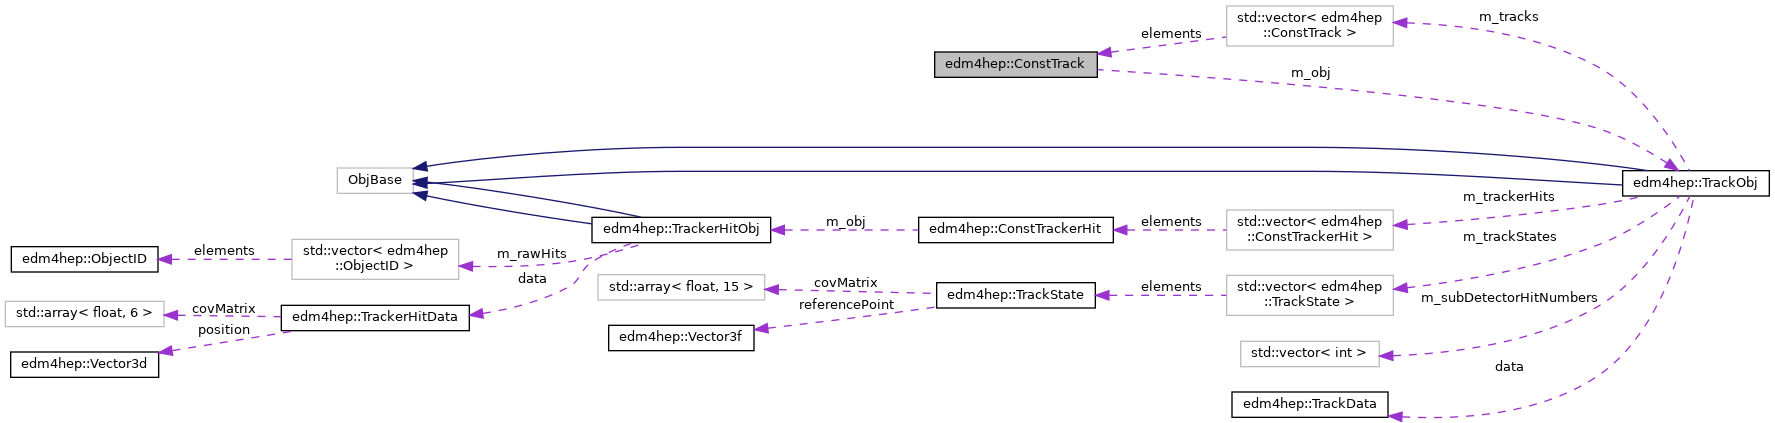 std::vector< edm4hep
::ConstTrack >
m_tracks
elements
edm4hep::ConstTrack
m_obj
ObjBase
edm4hep::TrackObj
m_trackerHits
edm4hep::TrackerHitObj
m_obj
edm4hep::ConstTrackerHit
elements
std::vector< edm4hep
::ConstTrackerHit >
m_trackStates
edm4hep::ObjectID
elements
std::vector< edm4hep
::ObjectID >
m_rawHits
data
std::array< float, 15 >
covMatrix
referencePoint
edm4hep::TrackState
elements
std::vector< edm4hep
::TrackState >
m_subDetectorHitNumbers
std::array< float, 6 >
covMatrix
position
edm4hep::TrackerHitData
edm4hep::Vector3f
edm4hep::Vector3d
std::vector< int >
data
edm4hep::TrackData